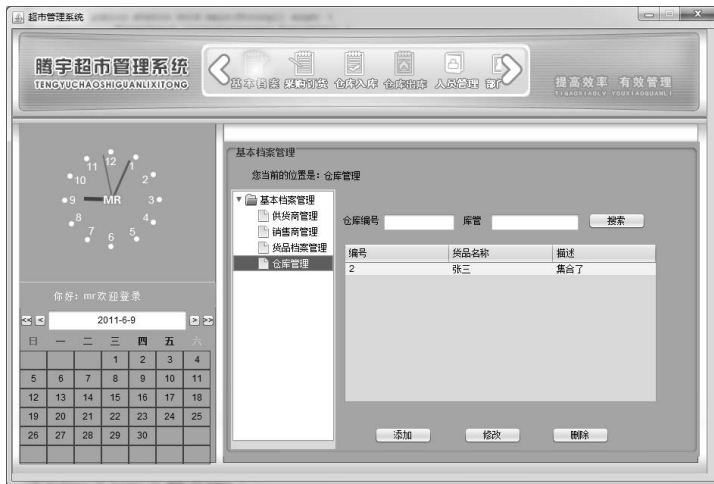 超市管理系统
腾宇超市管理系统
TENGYUCHAOSHIGUANLIXITONG
基本档案 采购订货 仓库入库 仓库出库 人员管理 部门
提高效率 有效管理
TIGAOXIAOLV YOUXIAOGUANLI
12
11 1
10 2
9 MR 3
8 4
7 6 5
你好：mr欢迎登录
<< < 2011-6-9 > >>
日 一 二 三 四 五 六
1 2 3 4
5 6 7 8 9 10 11
12 13 14 15 16 17 18
19 20 21 22 23 24 25
26 27 28 29 30
基本档案管理
您当前的位置是：仓库管理
基本档案管理
供货商管理
销售商管理
货品档案管理
仓库管理
仓库编号 库管 搜索
编号 货品名称 描述
2 张三 集合了
添加 修改 删除